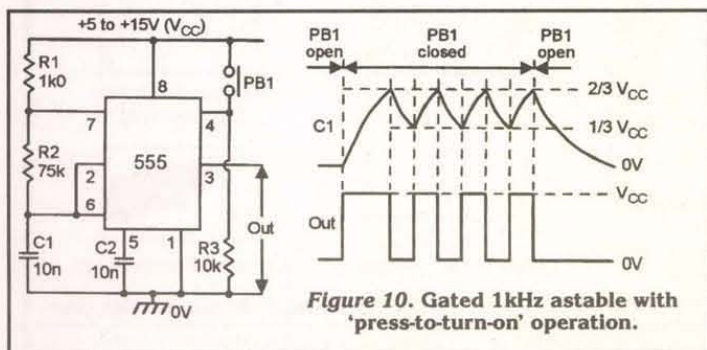 +5 to +15V (VCC)
R1
1k0
8
PB1
7
4
R2
75k
2
555
3
6
Out
C1
10n
5
C2
10n
1
R3
10k
0V
PB1
open
PB1
closed
PB1
open
2/3 VCC
C1
1/3 VCC
0V
VCC
Out
0V
Figure 10. Gated 1kHz astable with
'press-to-turn-on' operation.